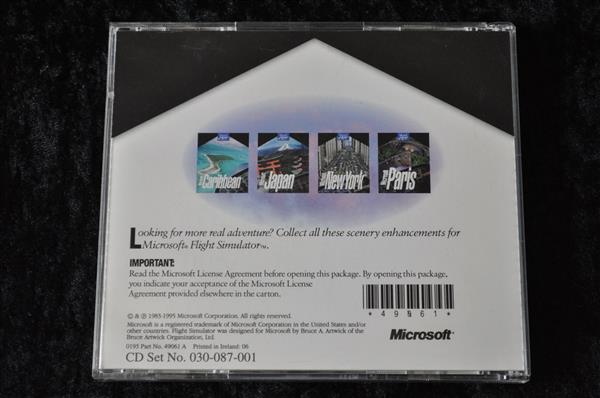 Caribbean
Japan
New York
Paris
Looking for more real adventure? Collect all these scenery enhancements for
Microsoft® Flight Simulator™.
IMPORTANT:
Read the Microsoft License Agreement before opening this package. By opening this package,
you indicate your acceptance of the Microsoft License
Agreement provided elsewhere in the carton.
*49061*
© & ℗ 1983-1995 Microsoft Corporation. All rights reserved.
Microsoft is a registered trademark of Microsoft Corporation in the United States and/or
other countries. Flight Simulator was designed for Microsoft by Bruce A. Artwick of the
Bruce Artwick Organization, Ltd.
0195 Part No. 49061 A Printed in Ireland: 06
CD Set No. 030-087-001
Microsoft®